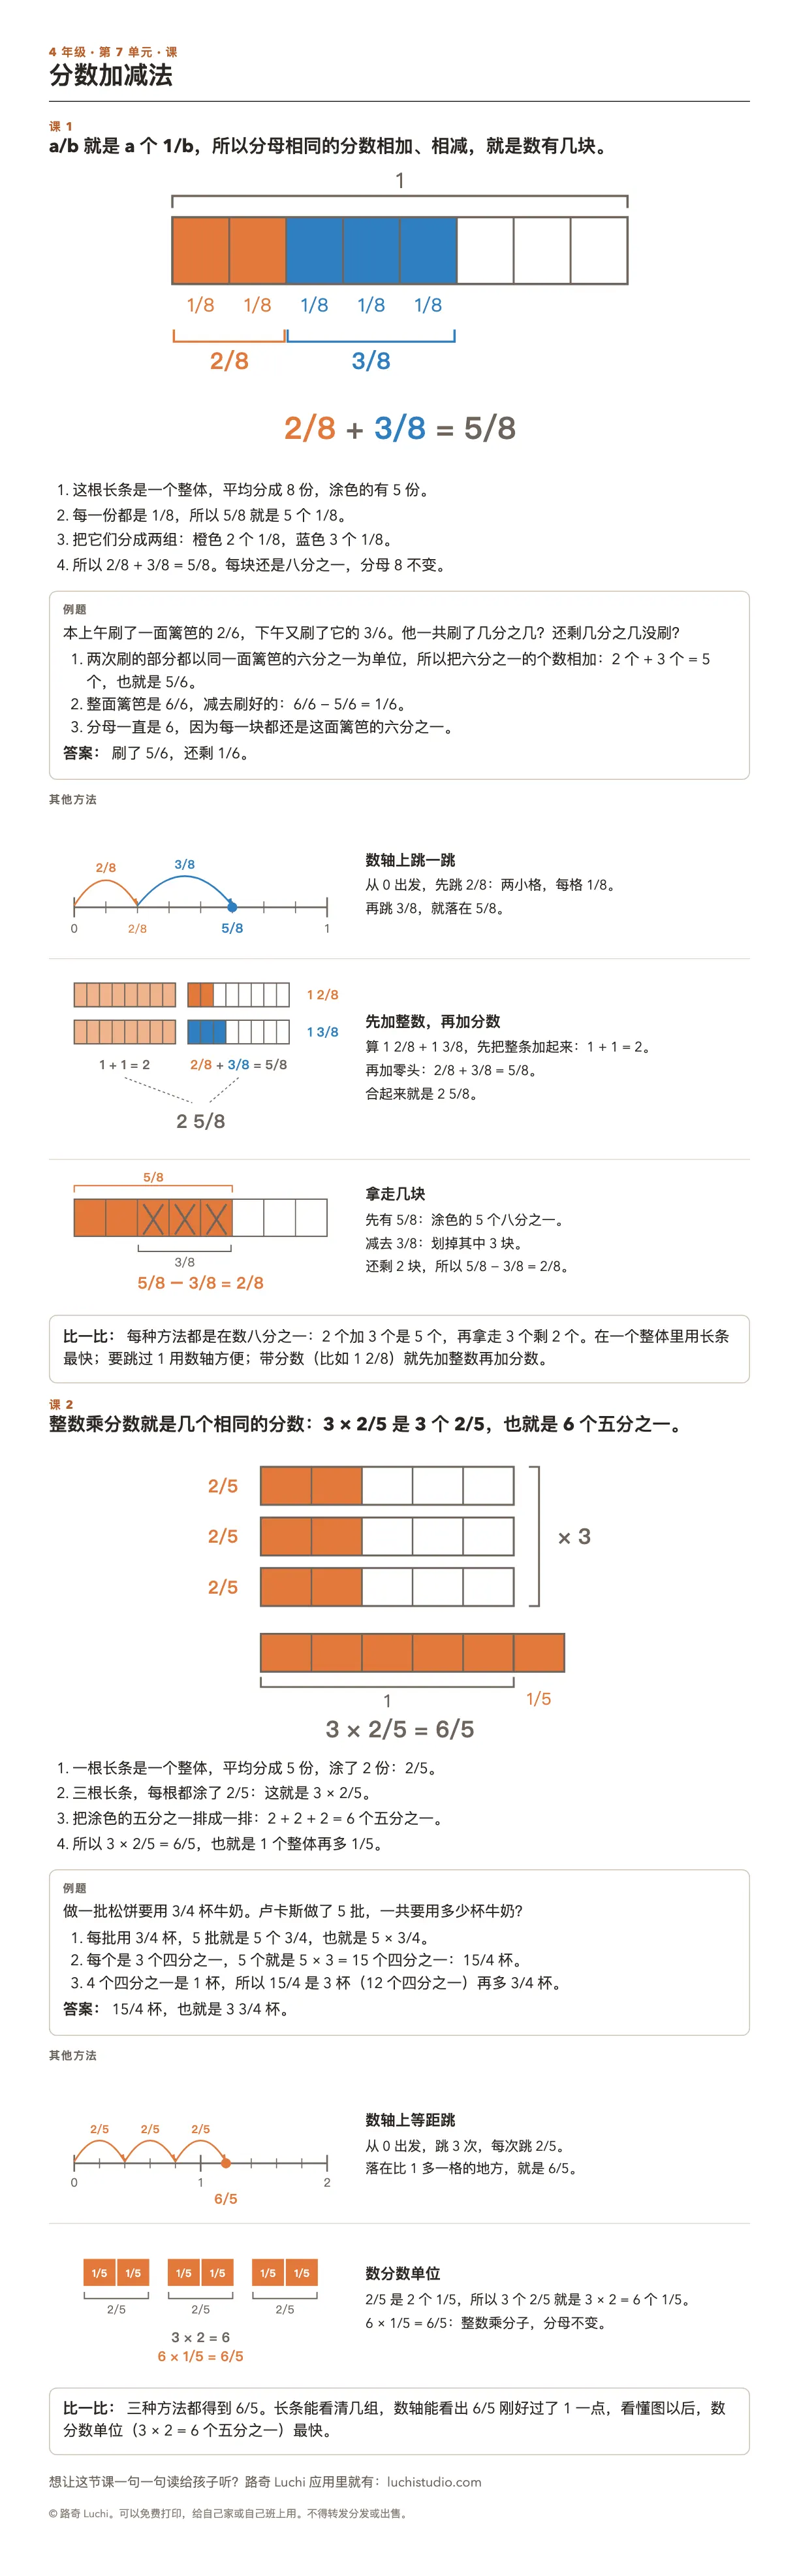 4 年级 · 第 7 单元 · 课
分数加减法
课 1
a/b 就是 a 个 1/b，所以分母相同的分数相加、相减，就是数有几块。
1
1/8 1/8 1/8 1/8 1/8
2/8 3/8
2/8 + 3/8 = 5/8
1. 这根长条是一个整体，平均分成 8 份，涂色的有 5 份。
2. 每一份都是 1/8，所以 5/8 就是 5 个 1/8。
3. 把它们分成两组：橙色 2 个 1/8，蓝色 3 个 1/8。
4. 所以 2/8 + 3/8 = 5/8。每块还是八分之一，分母 8 不变。
例题
本上午刷了一面篱笆的 2/6，下午又刷了它的 3/6。他一共刷了几分之几？还剩几分之几没刷？
1. 两次刷的部分都以同一面篱笆的六分之一为单位，所以把六分之一的个数相加：2 个 + 3 个 = 5
个，也就是 5/6。
2. 整面篱笆是 6/6，减去刷好的：6/6 − 5/6 = 1/6。
3. 分母一直是 6，因为每一块都还是这面篱笆的六分之一。
答案： 刷了 5/6，还剩 1/6。
其他方法
2/8 3/8
0 2/8 5/8 1
数轴上跳一跳
从 0 出发，先跳 2/8：两小格，每格 1/8。
再跳 3/8，就落在 5/8。
1 2/8
1 3/8
1 + 1 = 2 2/8 + 3/8 = 5/8
2 5/8
先加整数，再加分数
算 1 2/8 + 1 3/8，先把整条加起来：1 + 1 = 2。
再加零头：2/8 + 3/8 = 5/8。
合起来就是 2 5/8。
5/8
3/8
5/8 − 3/8 = 2/8
拿走几块
先有 5/8：涂色的 5 个八分之一。
减去 3/8：划掉其中 3 块。
还剩 2 块，所以 5/8 − 3/8 = 2/8。
比一比： 每种方法都是在数八分之一：2 个加 3 个是 5 个，再拿走 3 个剩 2 个。在一个整体里用长条
最快；要跳过 1 用数轴方便；带分数（比如 1 2/8）就先加整数再加分数。
课 2
整数乘分数就是几个相同的分数：3 × 2/5 是 3 个 2/5，也就是 6 个五分之一。
2/5
2/5
2/5
× 3
1 1/5
3 × 2/5 = 6/5
1. 一根长条是一个整体，平均分成 5 份，涂了 2 份：2/5。
2. 三根长条，每根都涂了 2/5：这就是 3 × 2/5。
3. 把涂色的五分之一排成一排：2 + 2 + 2 = 6 个五分之一。
4. 所以 3 × 2/5 = 6/5，也就是 1 个整体再多 1/5。
例题
做一批松饼要用 3/4 杯牛奶。卢卡斯做了 5 批，一共要用多少杯牛奶？
1. 每批用 3/4 杯，5 批就是 5 个 3/4，也就是 5 × 3/4。
2. 每个是 3 个四分之一，5 个就是 5 × 3 = 15 个四分之一：15/4 杯。
3. 4 个四分之一是 1 杯，所以 15/4 是 3 杯（12 个四分之一）再多 3/4 杯。
答案： 15/4 杯，也就是 3 3/4 杯。
其他方法
2/5 2/5 2/5
0 1 2
6/5
数轴上等距跳
从 0 出发，跳 3 次，每次跳 2/5。
落在比 1 多一格的地方，就是 6/5。
1/5 1/5 1/5 1/5 1/5 1/5
2/5 2/5 2/5
3 × 2 = 6
6 × 1/5 = 6/5
数分数单位
2/5 是 2 个 1/5，所以 3 个 2/5 就是 3 × 2 = 6 个 1/5。
6 × 1/5 = 6/5：整数乘分子，分母不变。
比一比： 三种方法都得到 6/5。长条能看清几组，数轴能看出 6/5 刚好过了 1 一点，看懂图以后，数
分数单位（3 × 2 = 6 个五分之一）最快。
想让这节课一句一句读给孩子听？路奇 Luchi 应用里就有：luchistudio.com
© 路奇 Luchi。可以免费打印，给自己家或自己班上用。不得转发分发或出售。